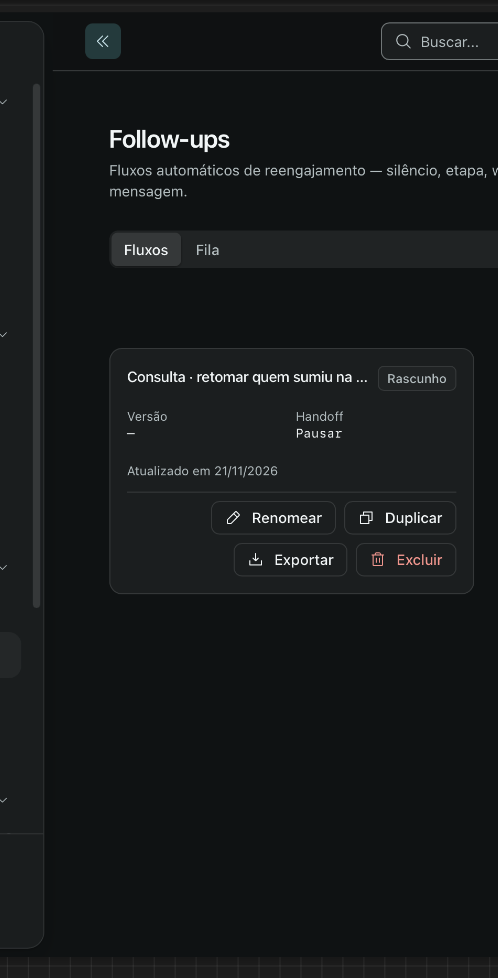 Buscar...
Follow-ups
Fluxos automáticos de reengajamento — silêncio, etapa,
mensagem.
Fluxos
Fila
Consulta · retomar quem sumiu na ...
Rascunho
Versão
Handoff
—
Pausar
Atualizado em 21/11/2026
Renomear
Duplicar
Exportar
Excluir